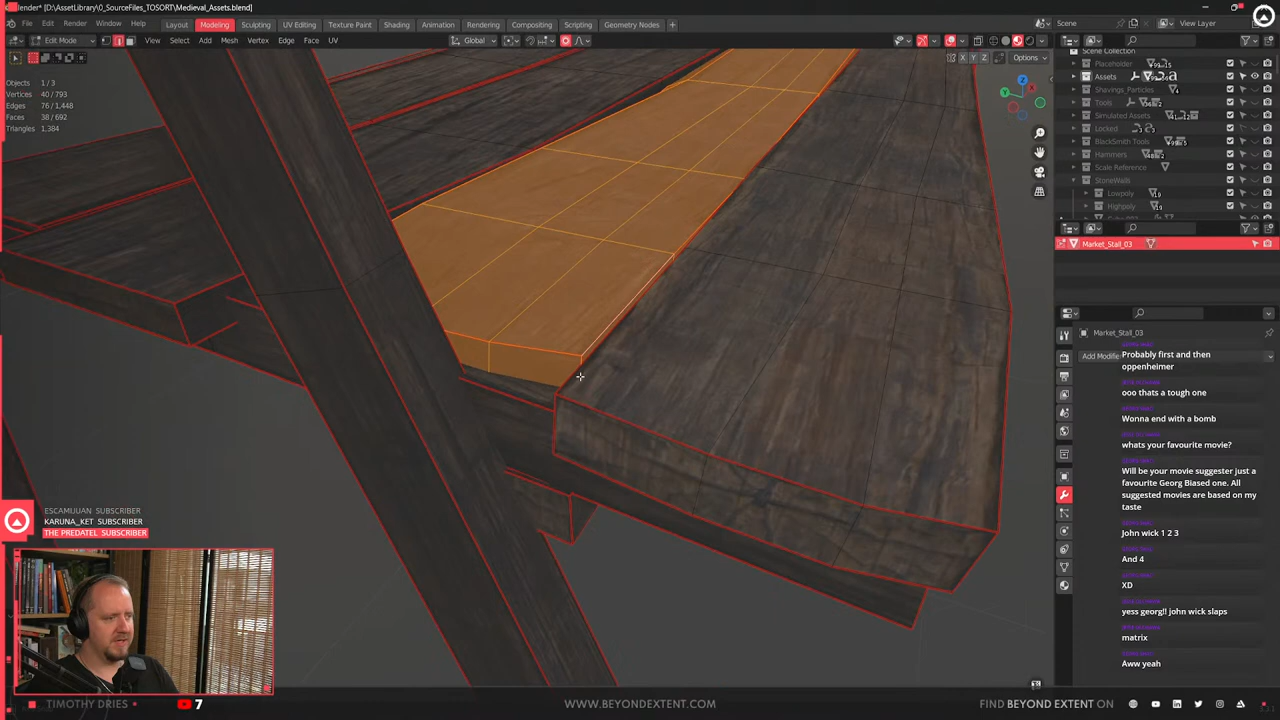 Blender* [D:\AssetLibrary\0_SourceFiles_TOSORT\Medieval_Assets.blend]
File Edit Render Window Help Layout Modeling Sculpting UV Editing Texture Paint Shading Animation Rendering Compositing Scripting Geometry Nodes + Scene View Layer
Edit Mode View Select Add Mesh Vertex Edge Face UV Global
X Y Z Options
Objects 1/3
Vertices 40/793
Edges 76/1,448
Faces 38/692
Triangles 1,384
Scene Collection
Placeholder
Assets
Shavings_Particles
Tools
Simulated Assets
Locked
BlackSmith Tools
Hammers
Scale Reference
StoneWalls
Lowpoly
Highpoly
Market_Stall_03
Market_Stall_03
Add Modifie
Probably first and then
oppenheimer
ooo thats a tough one
Wonna end with a bomb
whats your favourite movie?
Will be your movie suggester just a
favourite Georg Biased one. All
suggested movies are based on my
taste
John wick 1 2 3
And 4
XD
yess georg!! john wick slaps
matrix
Aww yeah
ESCAMIJUAN SUBSCRIBER
KARUNA_KET SUBSCRIBER
THE PREDATEL SUBSCRIBER
TIMOTHY DRIES 7 WWW.BEYONDEXTENT.COM FIND BEYOND EXTENT ON